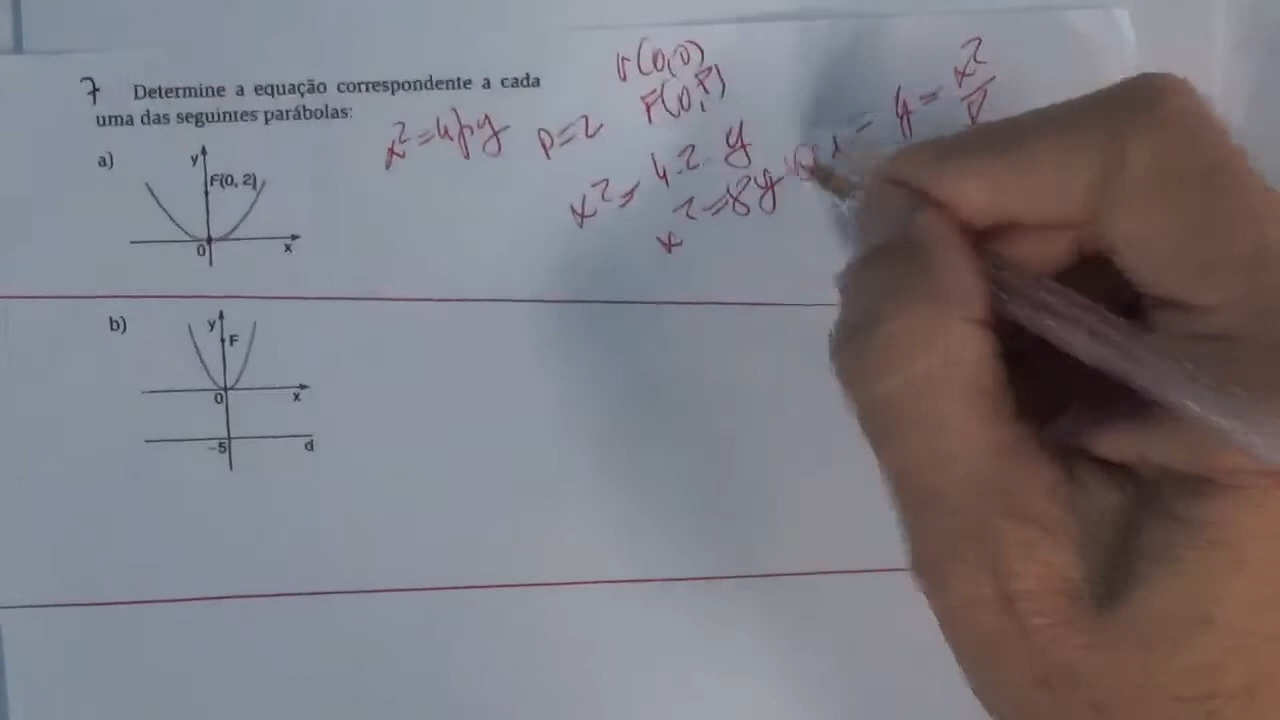 7 Determine a equação correspondente a cada
uma das seguintes parábolas:
V(0,0)
F(0,P)
x²=4py P=2
x²= 4.2. y
x²=8y
y = x²
a)
y
F(0, 2)
0
x
b)
y
F
0
x
-5
d